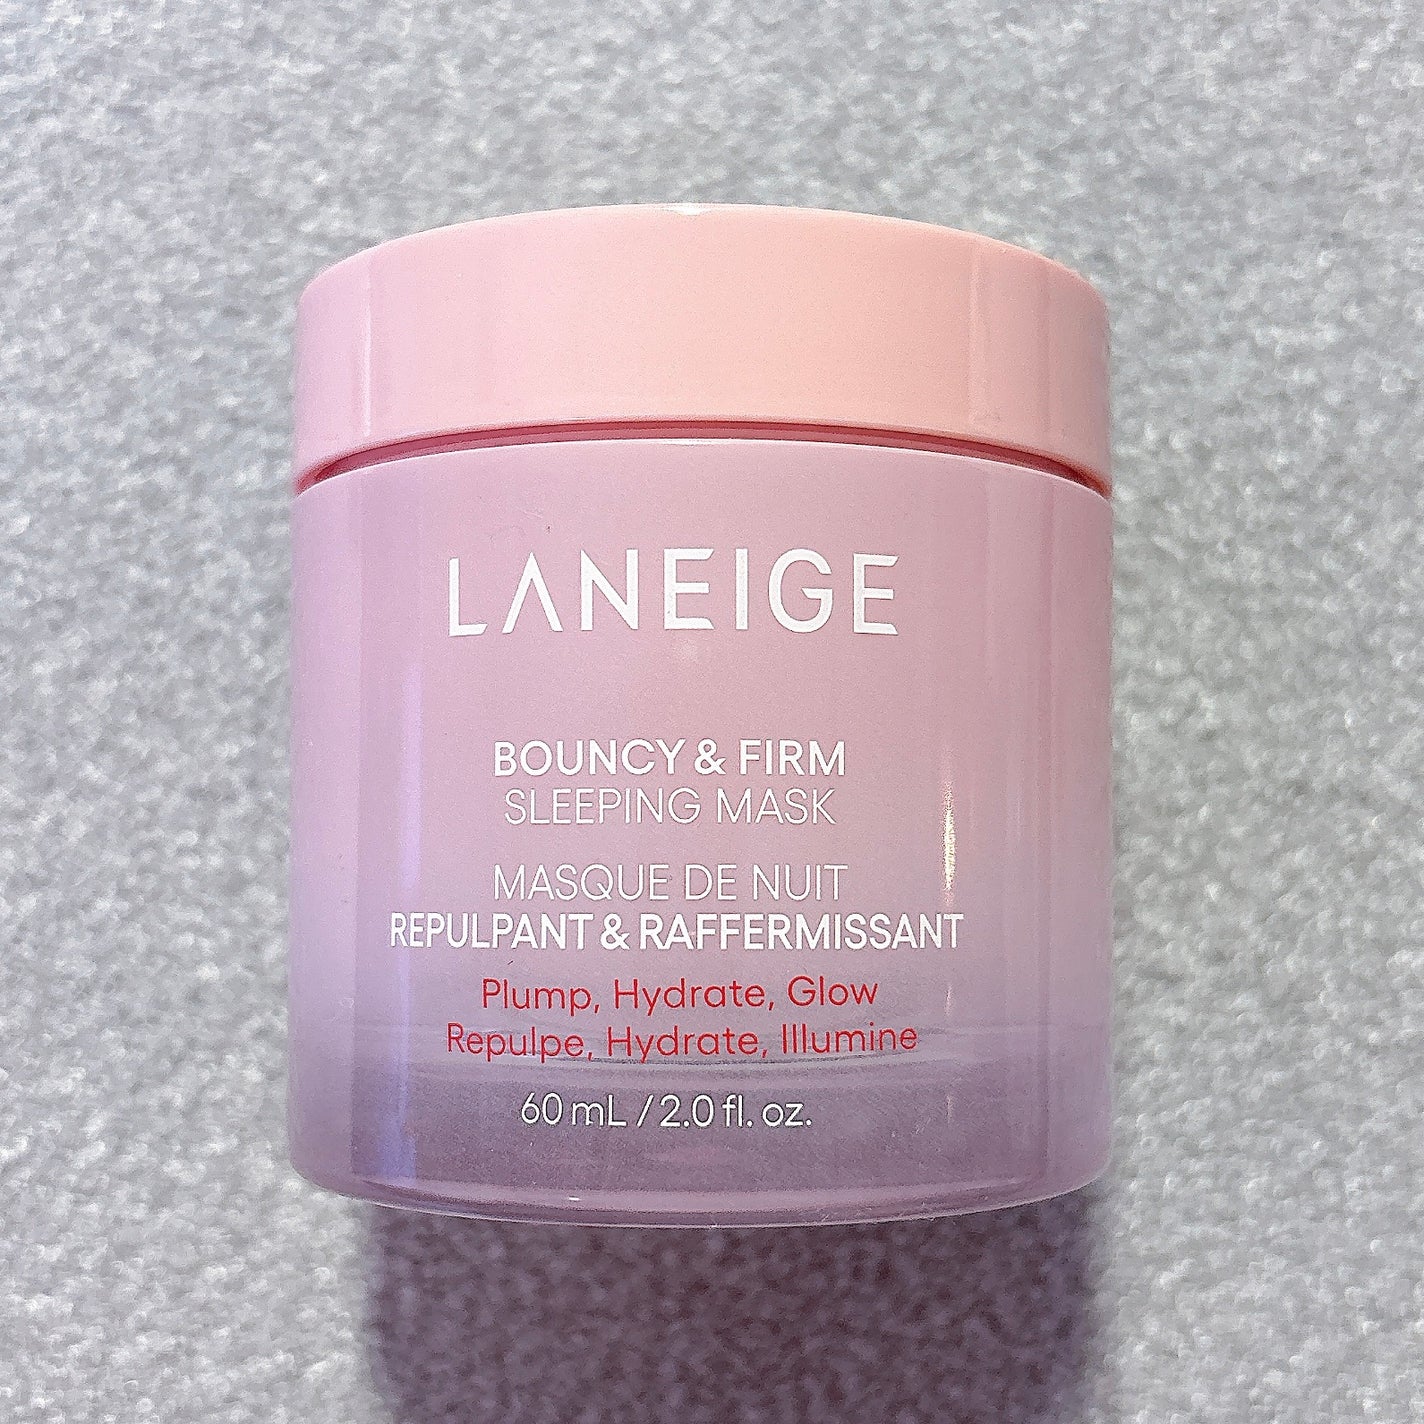 LANEIGE
BOUNCY & FIRM
SLEEPING MASK
MASQUE DE NUIT
REPULPANT & RAFFERMISSANT
Plump, Hydrate, Glow
Repulpe, Hydrate, Illumine
60 mL / 2.0 fl. oz.